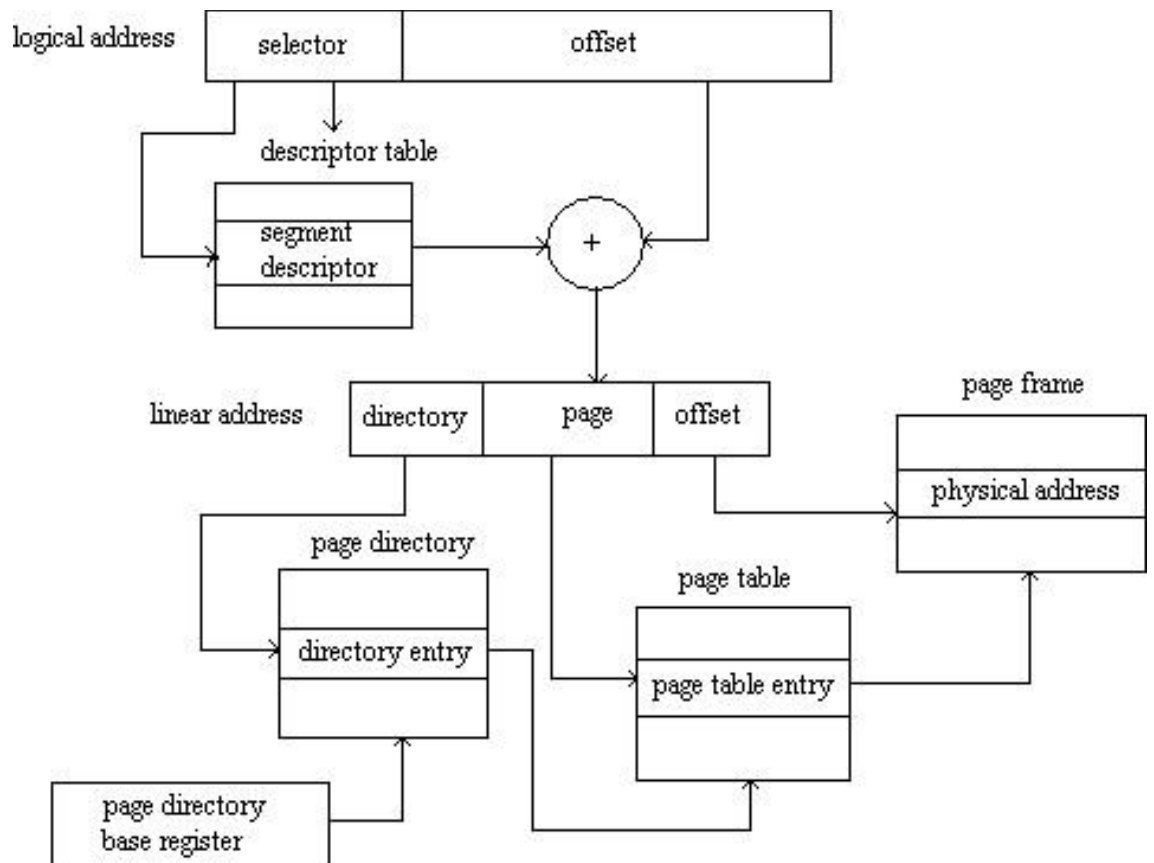 logical address
selector
offset
descriptor table
segment
descriptor
+
linear address
directory
page
offset
page frame
physical address
page directory
directory entry
page table
page table entry
page directory
base register